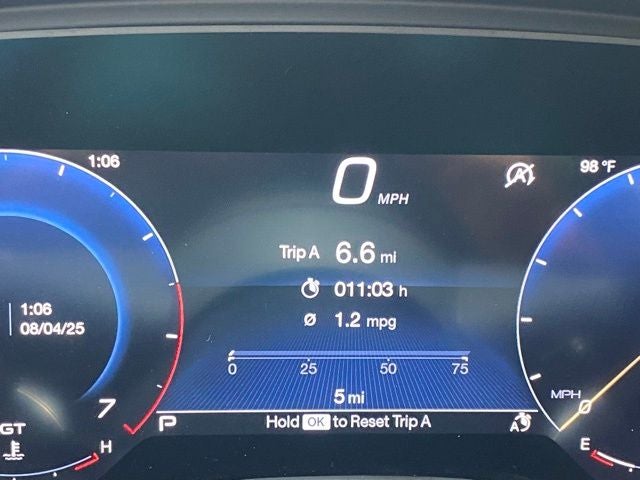 1:06
0 MPH
98 °F
Trip A 6.6 mi
011:03 h
Ø 1.2 mpg
1:06
08/04/25
0 25 50 75
5 mi
7
MPH
0
GT
P
Hold OK to Reset Trip A
A
H
E